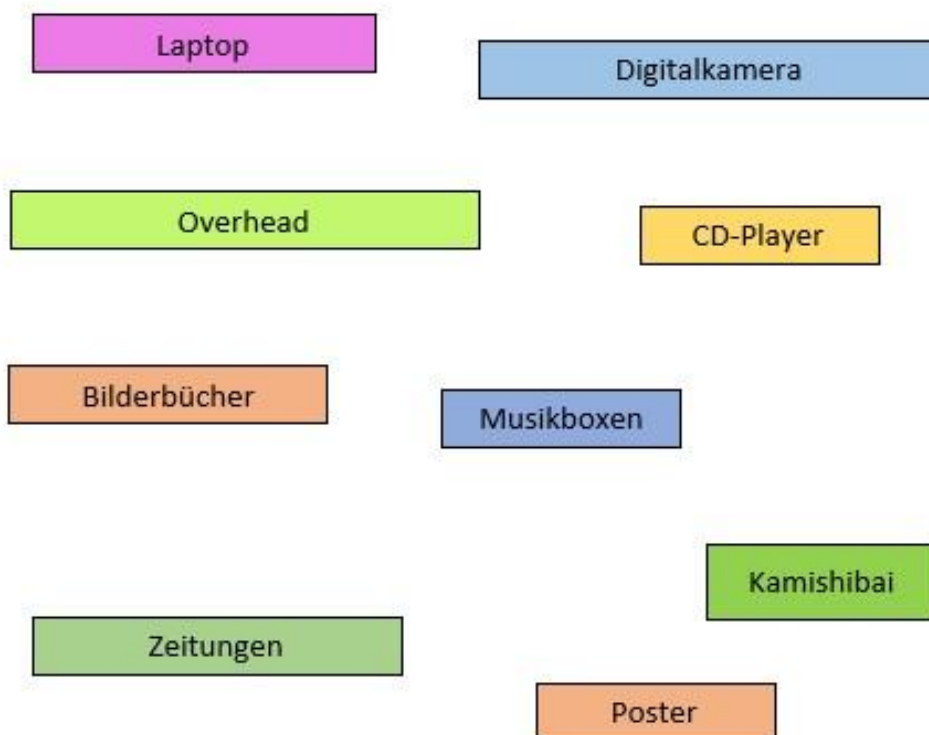 Laptop
Digitalkamera
Overhead
CD-Player
Bilderbücher
Musikboxen
Kamishibai
Zeitungen
Poster